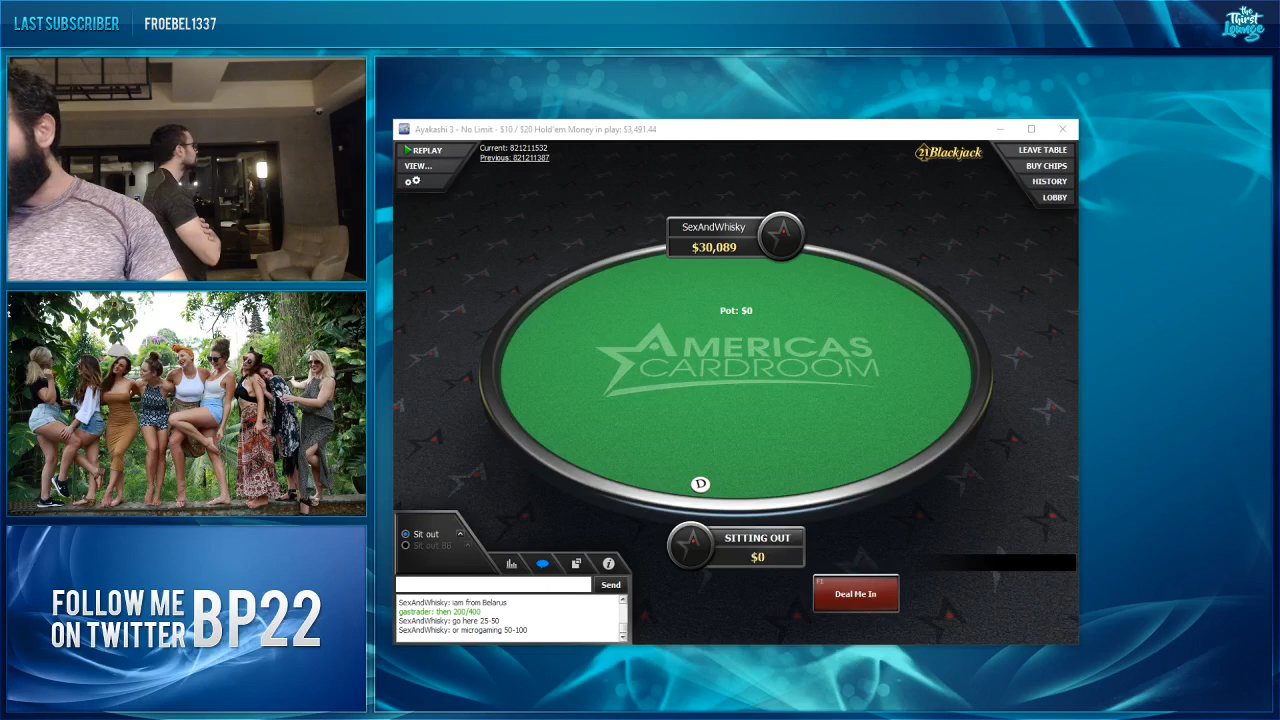 LAST SUBSCRIBER
FROEBEL1337
the Thirst Lounge
Ayakashi 3 - No Limit - $10 / $20 Hold'em Money in play: $3,491.44
REPLAY
Current: 821211532
Previous: 821211387
VIEW...
21 Blackjack
LEAVE TABLE
BUY CHIPS
HISTORY
LOBBY
SexAndWhisky
$30,089
Pot: $0
AMERICAS
CARDROOM
D
Sit out
Sit out BB
SITTING OUT
$0
F1
Deal Me In
Send
SexAndWhisky: iam from Belarus
gastrader: then 200/400
SexAndWhisky: go here 25-50
SexAndWhisky: or microgaming 50-100
FOLLOW ME
ON TWITTER
BP22